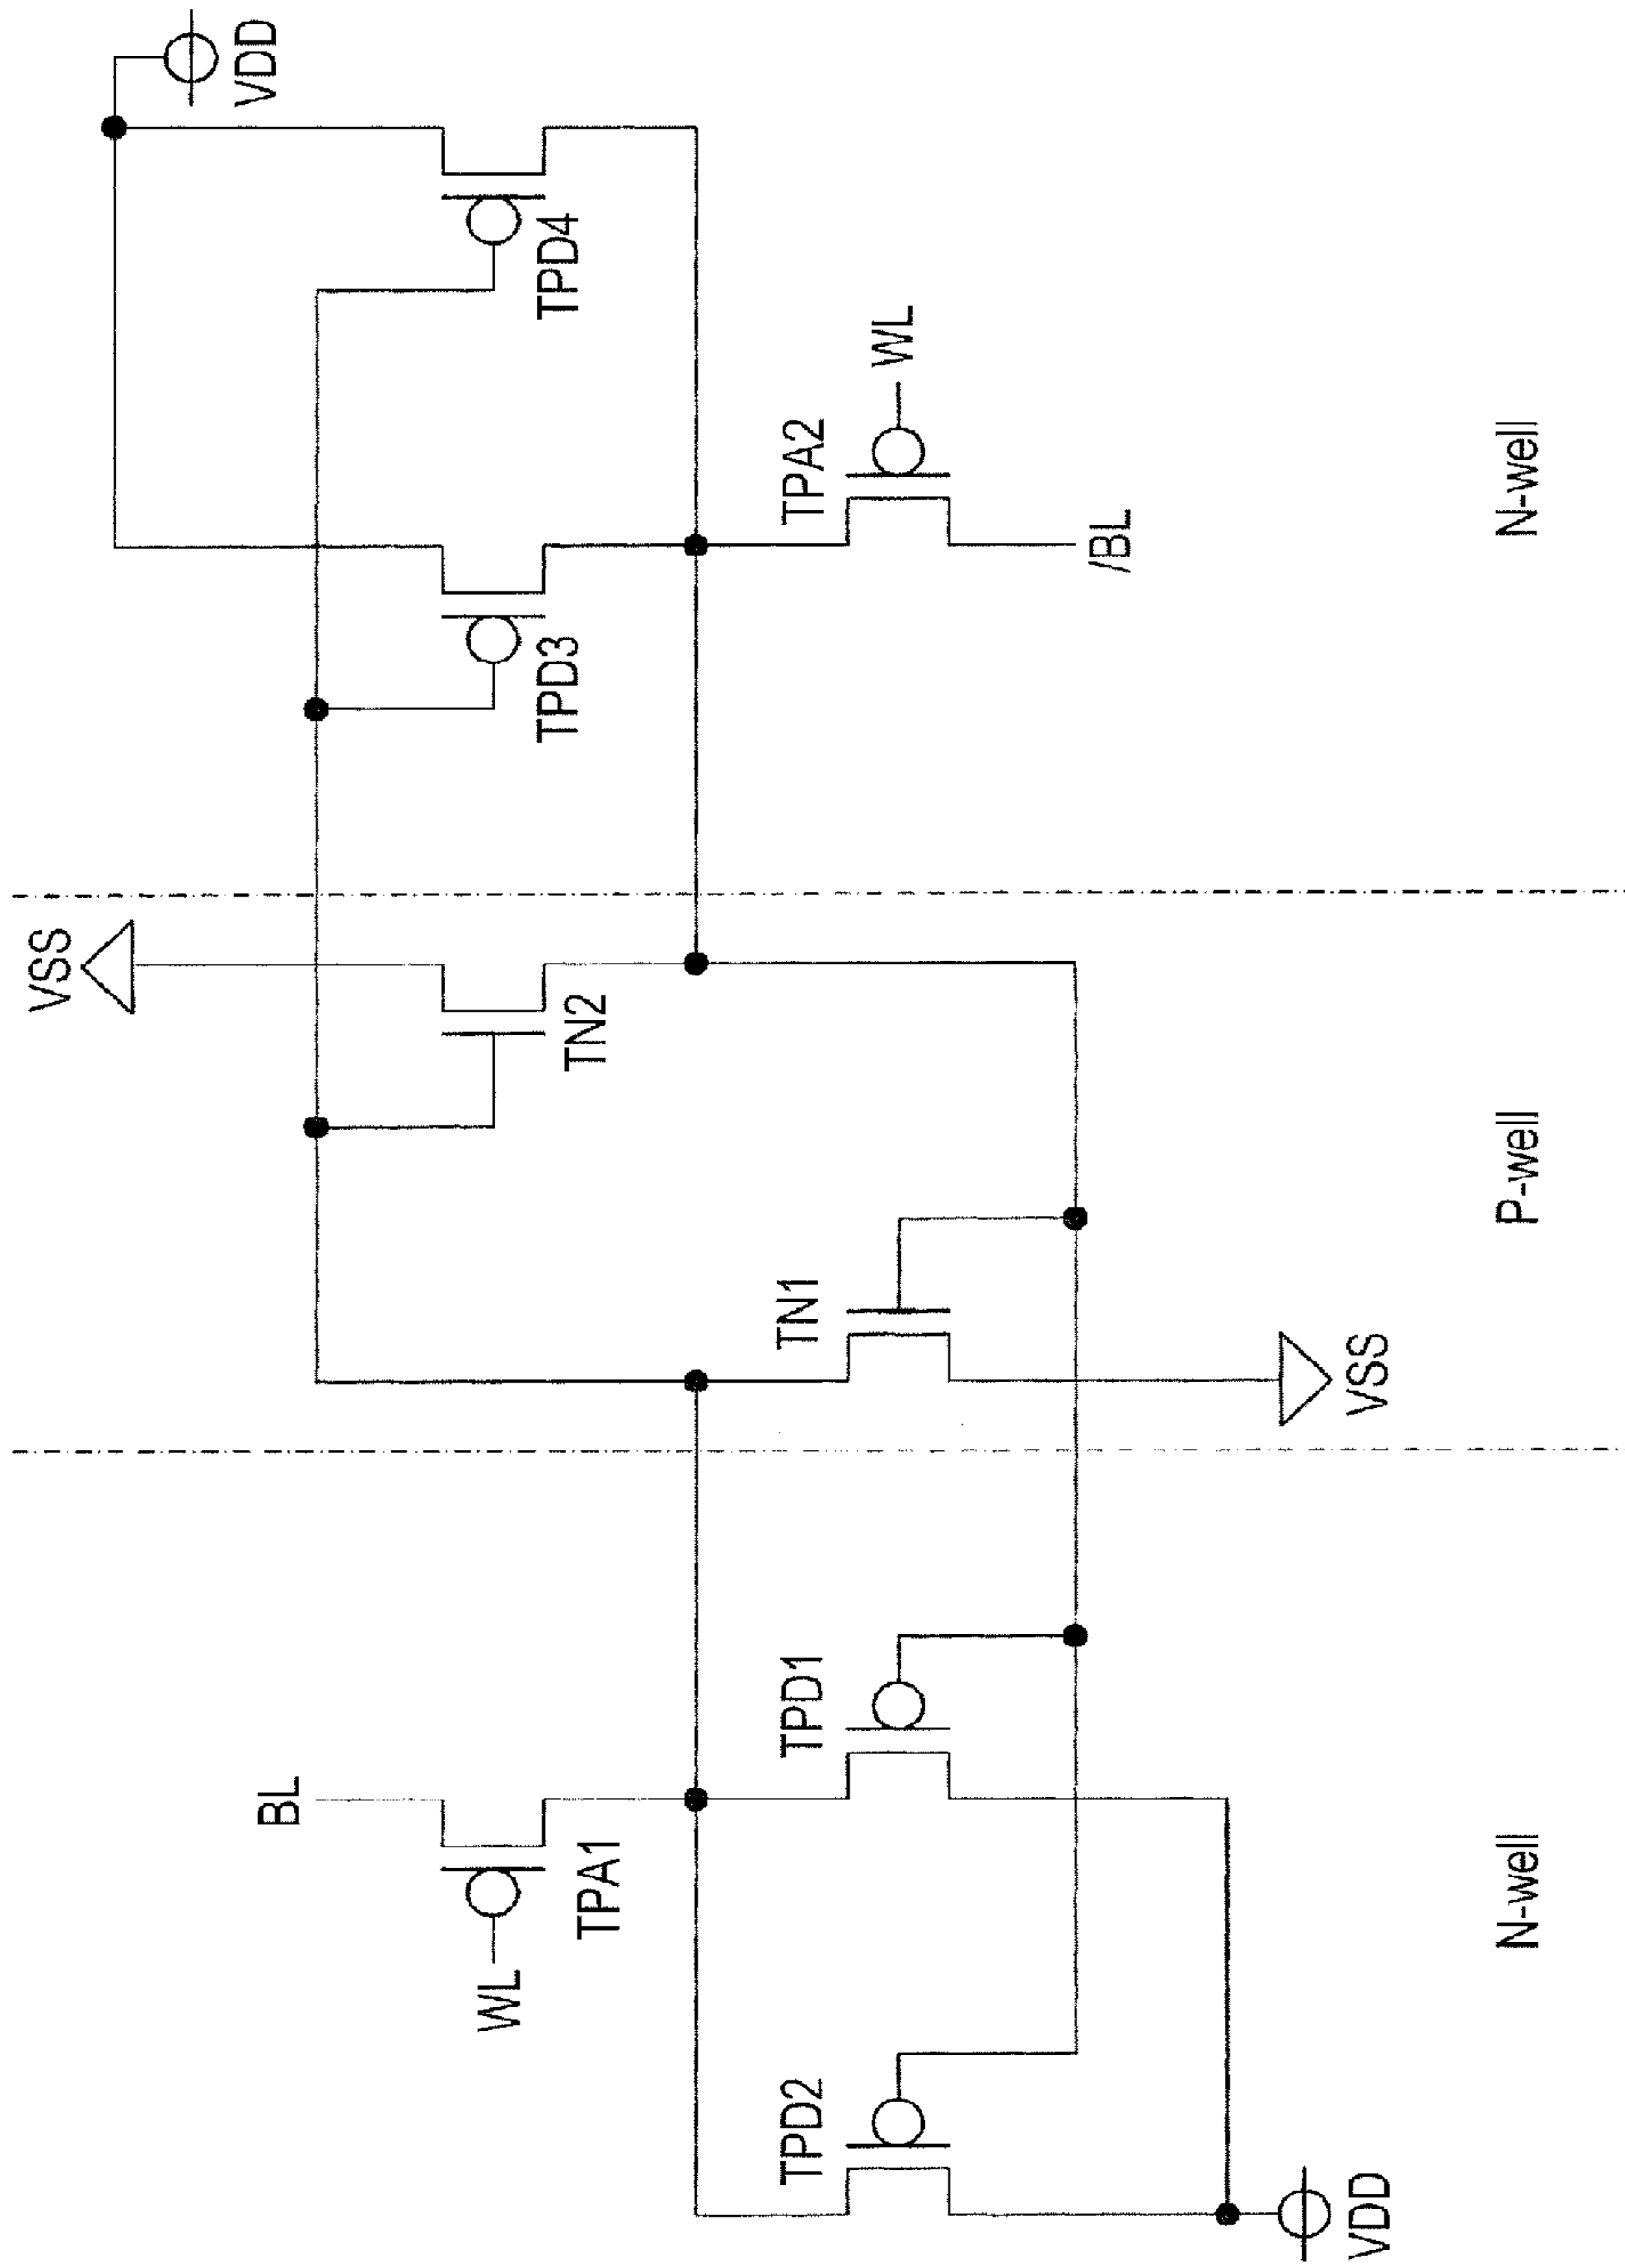 VDD
TPD4
TPD3
WL
TPA2
/BL
N-well
VSS
TN2
TN1
VSS
P-well
BL
WL
TPA1
TPD1
TPD2
VDD
N-well